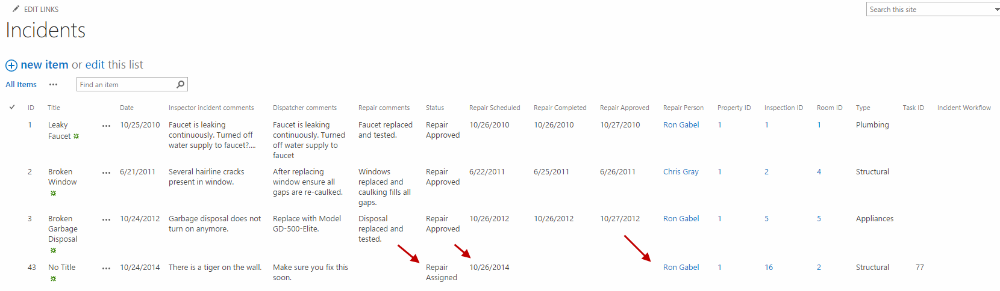 EDIT LINKS
Search this site
Incidents
new item or edit this list
All Items ••• Find an item
ID Title Date Inspector incident comments Dispatcher comments Repair comments Status Repair Scheduled Repair Completed Repair Approved Repair Person Property ID Inspection ID Room ID Type Task ID Incident Workflow
1 Leaky ••• 10/25/2010 Faucet is leaking Faucet is leaking Faucet replaced Repair 10/26/2010 10/26/2010 10/27/2010 Ron Gabel 1 1 1 Plumbing
Faucet continuously. Turned off continuously. Turned and tested. Approved
water supply to faucet?.... off water supply to
faucet
2 Broken ••• 6/21/2011 Several hairline cracks After replacing Windows Repair 6/22/2011 6/25/2011 6/26/2011 Chris Gray 1 2 4 Structural
Window present in window. window ensure all replaced and Approved
gaps are re-caulked. caulking fills all
gaps.
3 Broken ••• 10/24/2012 Garbage disposal does not Replace with Model Disposal Repair 10/26/2012 10/26/2012 10/27/2012 Ron Gabel 1 5 5 Appliances
Garbage turn on anymore. GD-500-Elite. replaced and Approved
Disposal tested.
43 No Title ••• 10/24/2014 There is a tiger on the wall. Make sure you fix this Repair 10/26/2014 Ron Gabel 1 16 2 Structural 77
soon. Assigned